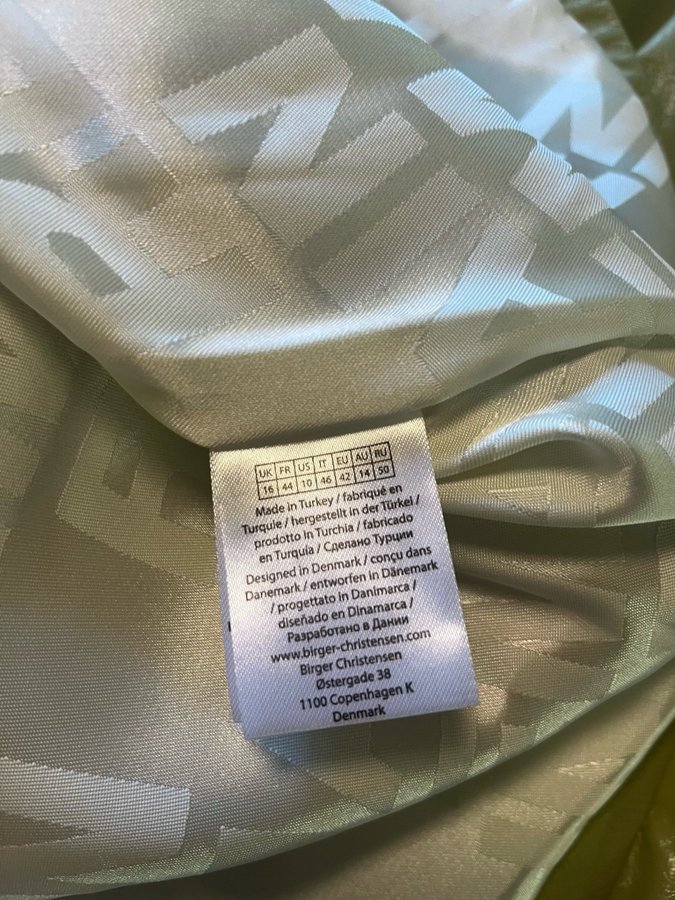 UK FR US IT EU AU RU
16 44 10 46 42 14 50
Made in Turkey / fabriqué en
Turquie / hergestellt in der Türkei /
prodotto in Turchia / fabricado
en Turquía / Сделано Турции
Designed in Denmark / conçu dans
Danemark / entworfen in Dänemark
/ progettato in Danimarca /
diseñado en Dinamarca /
Разработано в Дании
www.birger-christensen.com
Birger Christensen
Østergade 38
1100 Copenhagen K
Denmark